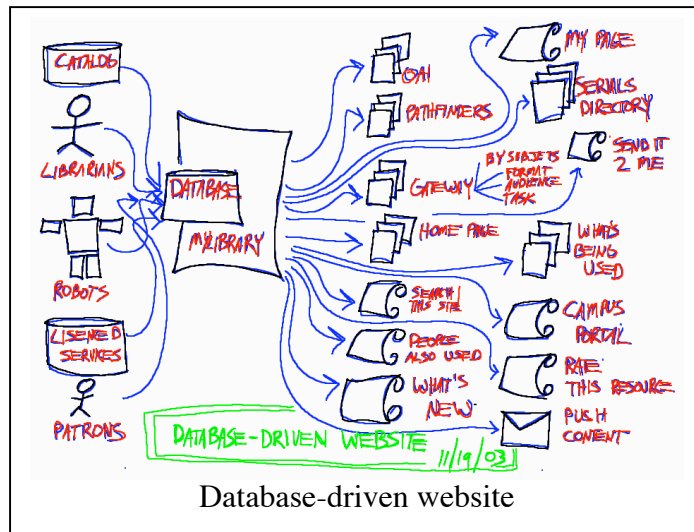 CATALOG
LIBRARIANS
ROBOTS
LISENED
SERVICES
PATRONS
DATABASE
MYLIBRARY
OAI
PATHFINDERS
GATEWAY
BY SUBJECTS
FORMAT
AUDIENCE
TASK
HOME PAGE
SEARCH
THIS SITE
PEOPLE
ALSO USED
WHAT'S
NEW
MY PAGE
SERIALS
DIRECTORY
SEND IT
2 ME
WHAT'S
BEING
USED
CAMPUS
PORTAL
RATE
THIS RESOURCE
PUSH
CONTENT
DATABASE-DRIVEN WEBSITE
11/19/03
Database-driven website